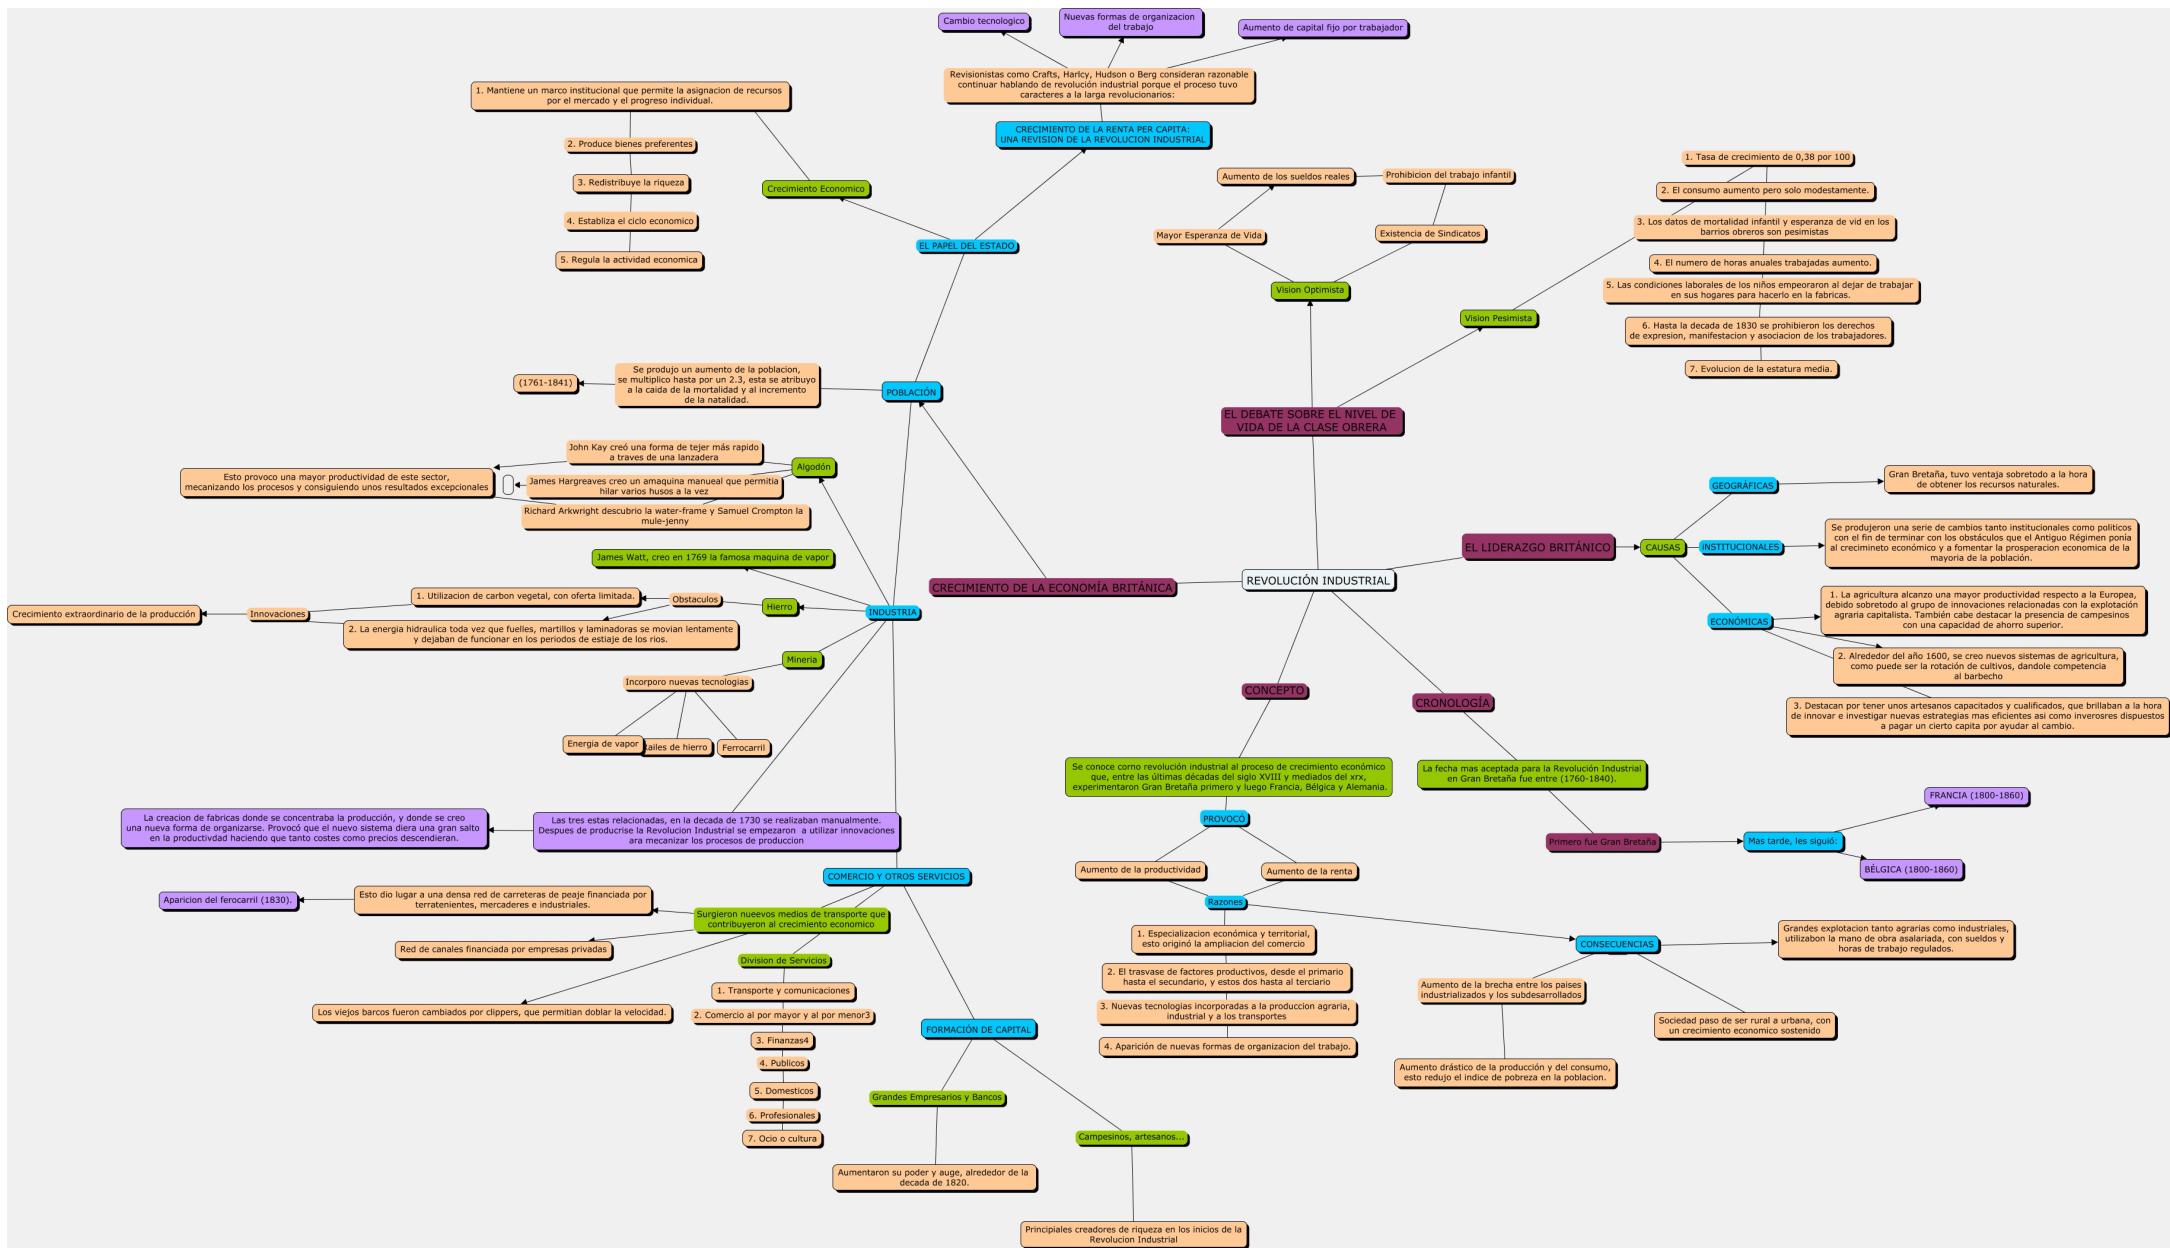 Cambio tecnologico
Nuevas formas de organizacion
del trabajo
Aumento de capital fijo por trabajador
Revisionistas como Crafts, Harlcy, Hudson o Berg consideran razonable
continuar hablando de revolución industrial porque el proceso tuvo
caracteres a la larga revolucionarios:
CRECIMIENTO DE LA RENTA PER CAPITA:
UNA REVISION DE LA REVOLUCION INDUSTRIAL
1. Mantiene un marco institucional que permite la asignacion de recursos
por el mercado y el progreso individual.
2. Produce bienes preferentes
3. Redistribuye la riqueza
4. Establiza el ciclo economico
5. Regula la actividad economica
Crecimiento Economico
EL PAPEL DEL ESTADO
Aumento de los sueldos reales
Prohibicion del trabajo infantil
Mayor Esperanza de Vida
Existencia de Sindicatos
Vision Optimista
Vision Pesimista
1. Tasa de crecimiento de 0,38 por 100
2. El consumo aumento pero solo modestamente.
3. Los datos de mortalidad infantil y esperanza de vid en los
barrios obreros son pesimistas
4. El numero de horas anuales trabajadas aumento.
5. Las condiciones laborales de los niños empeoraron al dejar de trabajar
en sus hogares para hacerlo en la fabricas.
6. Hasta la decada de 1830 se prohibieron los derechos
de expresion, manifestacion y asociacion de los trabajadores.
7. Evolucion de la estatura media.
EL DEBATE SOBRE EL NIVEL DE
VIDA DE LA CLASE OBRERA
(1761-1841)
Se produjo un aumento de la poblacion,
se multiplico hasta por un 2.3, esta se atribuyo
a la caida de la mortalidad y al incremento
de la natalidad.
POBLACIÓN
John Kay creó una forma de tejer más rapido
a traves de una lanzadera
Algodón
Esto provoco una mayor productividad de este sector,
mecanizando los procesos y consiguiendo unos resultados excepcionales
James Hargreaves creo un amaquina manueal que permitia
hilar varios husos a la vez
Richard Arkwright descubrio la water-frame y Samuel Crompton la
mule-jenny
James Watt, creo en 1769 la famosa maquina de vapor
CRECIMIENTO DE LA ECONOMÍA BRITÁNICA
REVOLUCIÓN INDUSTRIAL
EL LIDERAZGO BRITÁNICO
CAUSAS
GEOGRÁFICAS
Gran Bretaña, tuvo ventaja sobretodo a la hora
de obtener los recursos naturales.
iNSTITUCIONALES
Se produjeron una serie de cambios tanto institucionales como politicos
con el fin de terminar con los obstáculos que el Antiguo Régimen ponía
al crecimineto económico y a fomentar la prosperacion economica de la
mayoria de la población.
ECONÓMICAS
1. La agricultura alcanzo una mayor productividad respecto a la Europea,
debido sobretodo al grupo de innovaciones relacionadas con la explotación
agraria capitalista. También cabe destacar la presencia de campesinos
con una capacidad de ahorro superior.
2. Alrededor del año 1600, se creo nuevos sistemas de agricultura,
como puede ser la rotación de cultivos, dandole competencia
al barbecho
3. Destacan por tener unos artesanos capacitados y cualificados, que brillaban a la hora
de innovar e investigar nuevas estrategias mas eficientes asi como inverosres dispuestos
a pagar un cierto capita por ayudar al cambio.
INDUSTRIA
Hierro
Obstaculos
1. Utilizacion de carbon vegetal, con oferta limitada.
Innovaciones
Crecimiento extraordinario de la producción
2. La energia hidraulica toda vez que fuelles, martillos y laminadoras se movian lentamente
y dejaban de funcionar en los periodos de estiaje de los rios.
Mineria
Incorporo nuevas tecnologias
Energia de vapor
Railes de hierro
Ferrocarril
CONCEPTO
CRONOLOGÍA
Se conoce corno revolución industrial al proceso de crecimiento económico
que, entre las últimas décadas del siglo XVIII y mediados del xrx,
experimentaron Gran Bretaña primero y luego Francia, Bélgica y Alemania.
La fecha mas aceptada para la Revolución Industrial
en Gran Bretaña fue entre (1760-1840).
Primero fue Gran Bretaña
Mas tarde, les siguió:
FRANCIA (1800-1860)
BÉLGICA (1800-1860)
PROVOCÓ
Aumento de la productividad
Aumento de la renta
Razones
1. Especializacion económica y territorial,
esto originó la ampliacion del comercio
2. El trasvase de factores productivos, desde el primario
hasta el secundario, y estos dos hasta al terciario
3. Nuevas tecnologias incorporadas a la produccion agraria,
industrial y a los transportes
4. Aparición de nuevas formas de organizacion del trabajo.
CONSECUENCIAS
Grandes explotacion tanto agrarias como industriales,
utilizabon la mano de obra asalariada, con sueldos y
horas de trabajo regulados.
Aumento de la brecha entre los paises
industrializados y los subdesarrollados
Sociedad paso de ser rural a urbana, con
un crecimiento economico sostenido
Aumento drástico de la producción y del consumo,
esto redujo el indice de pobreza en la poblacion.
La creacion de fabricas donde se concentraba la producción, y donde se creo
una nueva forma de organizarse. Provocó que el nuevo sistema diera una gran salto
en la productivdad haciendo que tanto costes como precios descendieran.
Las tres estas relacionadas, en la decada de 1730 se realizaban manualmente.
Despues de producrise la Revolucion Industrial se empezaron a utilizar innovaciones
ara mecanizar los procesos de produccion
COMERCIO Y OTROS SERVICIOS
Aparicion del ferocarril (1830).
Esto dio lugar a una densa red de carreteras de peaje financiada por
terratenientes, mercaderes e industriales.
Surgieron nueevos medios de transporte que
contribuyeron al crecimiento economico
Red de canales financiada por empresas privadas
Los viejos barcos fueron cambiados por clippers, que permitian doblar la velocidad.
Division de Servicios
1. Transporte y comunicaciones
2. Comercio al por mayor y al por menor3
3. Finanzas4
4. Publicos
5. Domesticos
6. Profesionales
7. Ocio o cultura
FORMACIÓN DE CAPITAL
Grandes Empresarios y Bancos
Aumentaron su poder y auge, alrededor de la
decada de 1820.
Campesinos, artesanos...
Principiales creadores de riqueza en los inicios de la
Revolucion Industrial